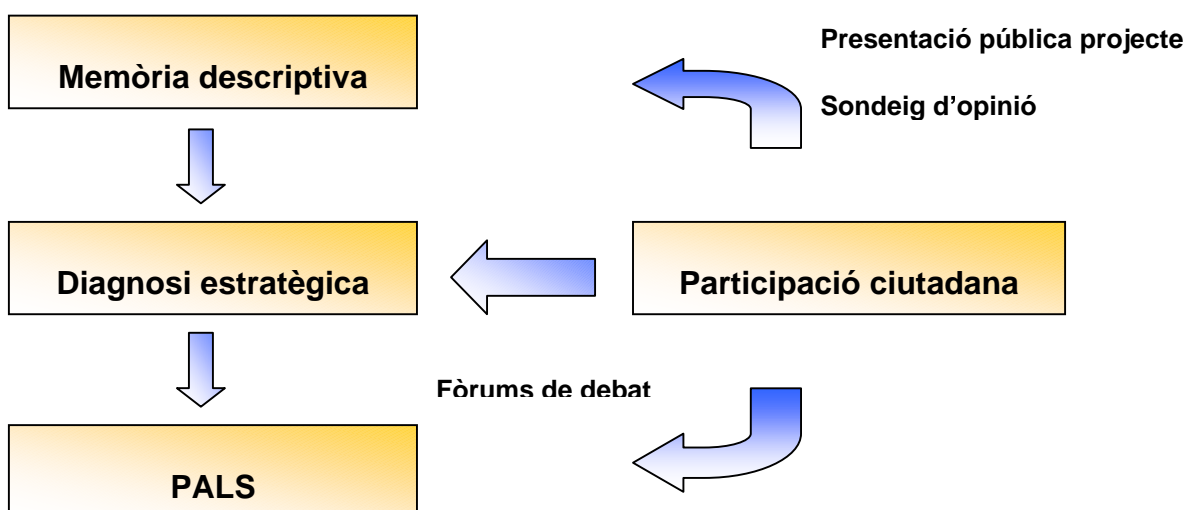 Presentació pública projecte
Memòria descriptiva
Sondeig d'opinió
Diagnosi estratègica
Participació ciutadana
Fòrums de debat
PALS